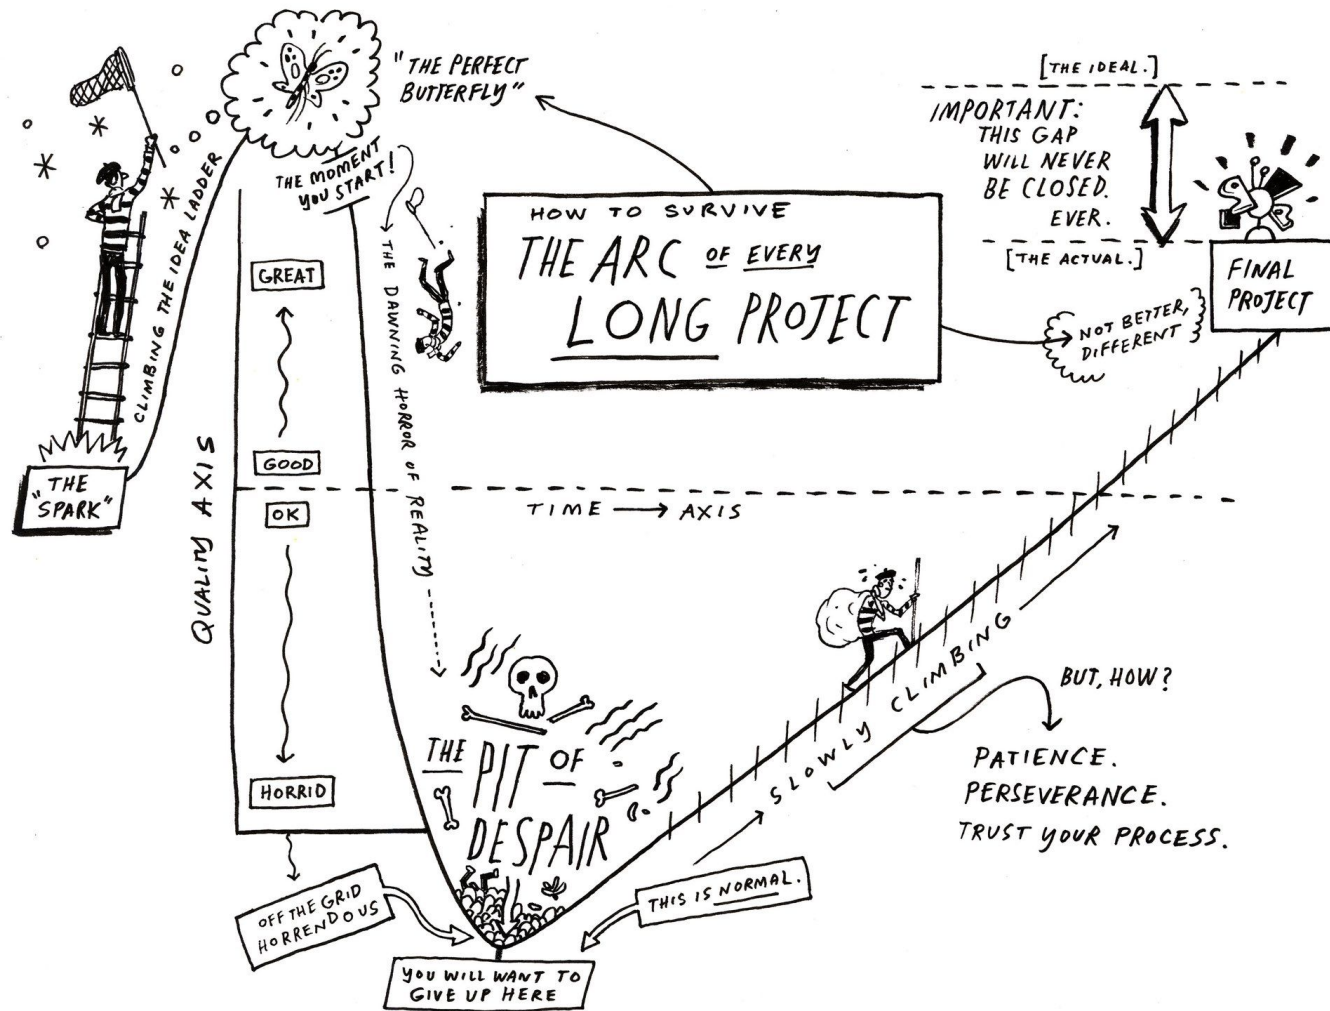 "THE PERFECT
BUTTERFLY"
THE MOMENT
YOU START!
CLIMBING THE IDEA LADDER
"THE
SPARK"
[THE IDEAL.]
IMPORTANT:
THIS GAP
WILL NEVER
BE CLOSED.
EVER.
[THE ACTUAL.]
HOW TO SURVIVE
THE ARC OF EVERY
LONG PROJECT
FINAL
PROJECT
NOT BETTER,
DIFFERENT
THE DAWNING HORROR OF REALITY
QUALITY AXIS
GREAT
GOOD
OK
HORRID
TIME AXIS
THE PIT OF
DESPAIR
SLOWLY CLIMBING
BUT, HOW?
PATIENCE.
PERSEVERANCE.
TRUST YOUR PROCESS.
OFF THE GRID
HORRENDOUS
THIS IS NORMAL.
YOU WILL WANT TO
GIVE UP HERE